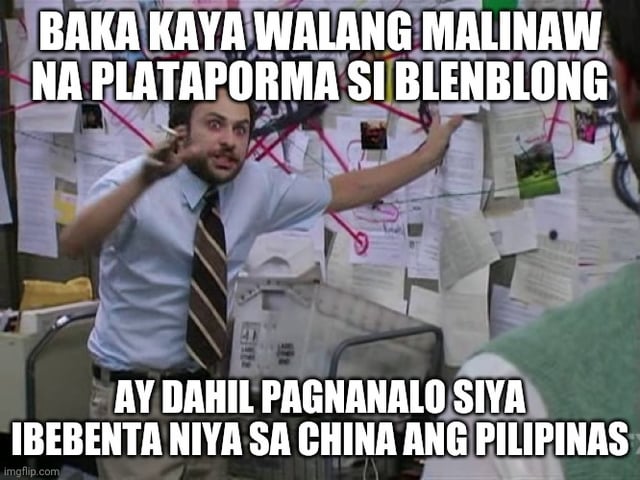 BAKA KAYA WALANG MALINAW
NA PLATAPORMA SI BLENBLONG
AY DAHIL PAGNANALO SIYA
IBEBENTA NIYA SA CHINA ANG PILIPINAS
imgflip.com